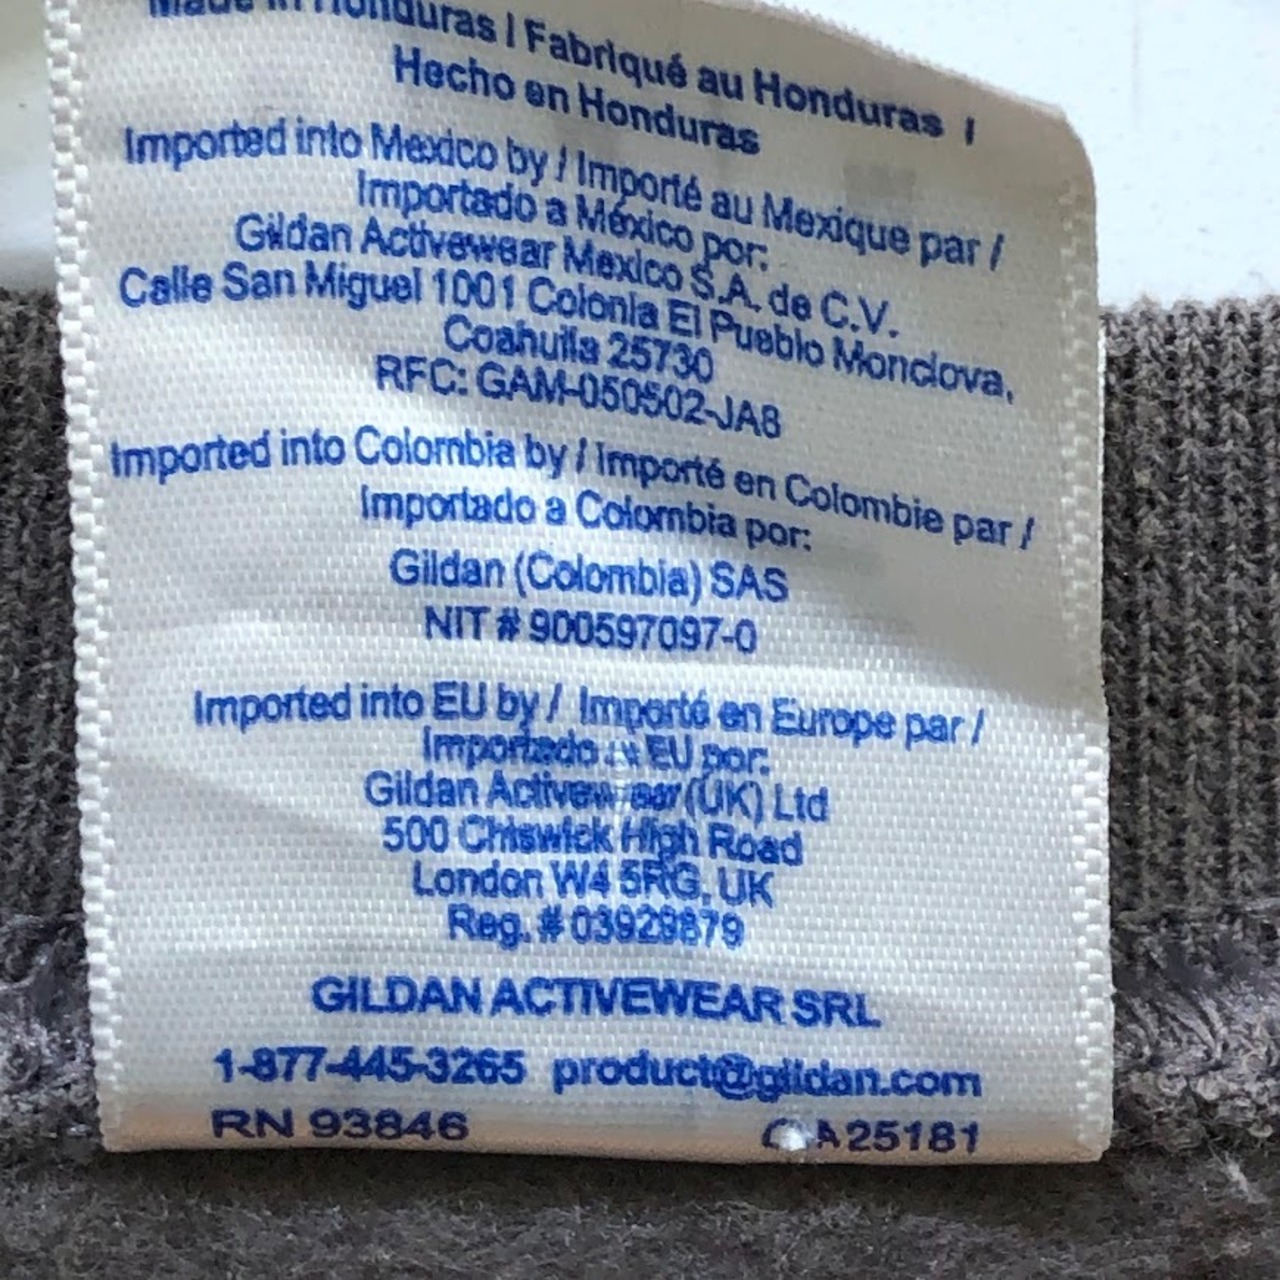 Made in Honduras / Fabriqué au Honduras /
Hecho en Honduras
Imported into Mexico by / Importé au Mexique par /
Importado a México por:
Gildan Activewear Mexico S.A. de C.V.
Calle San Miguel 1001 Colonia El Pueblo Monclova,
Coahuila 25730
RFC: GAM-050502-JA8
Imported into Colombia by / Importé en Colombie par /
Importado a Colombia por:
Gildan (Colombia) SAS
NIT # 900597097-0
Imported into EU by / Importé en Europe par /
Importado a EU por:
Gildan Activewear (UK) Ltd
500 Chiswick High Road
London W4 5RG, UK
Reg. # 03929879
GILDAN ACTIVEWEAR SRL
1-877-445-3265 product@gildan.com
RN 93846 CA25181